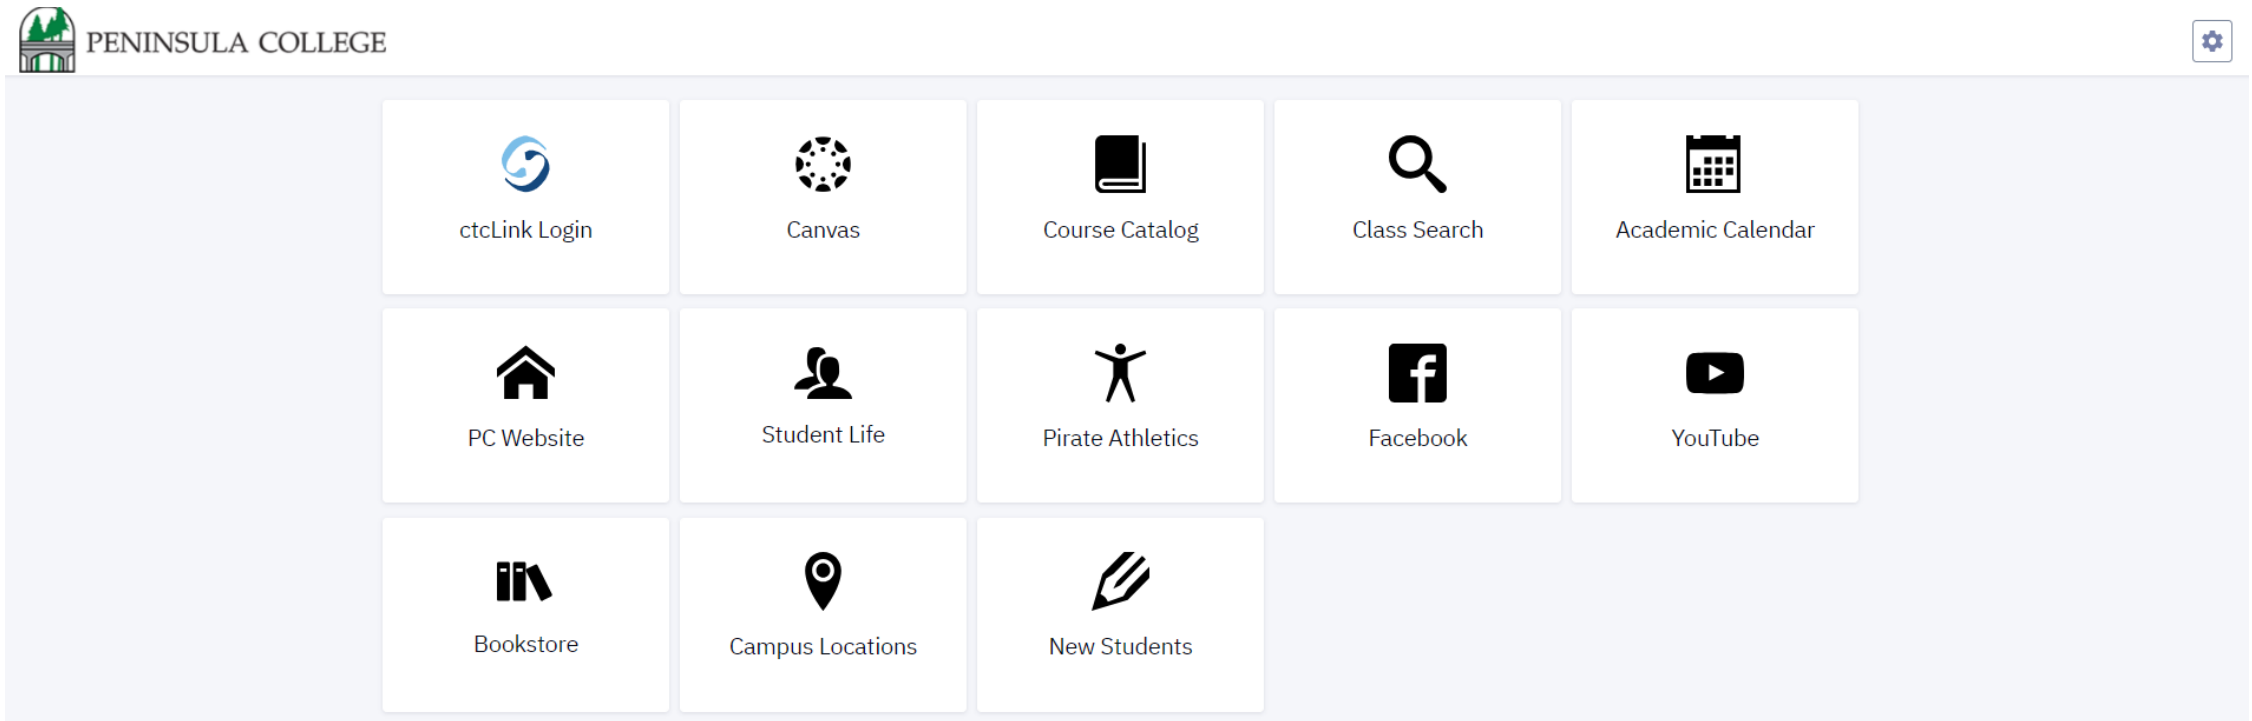 PENINSULA COLLEGE
ctcLink Login
Canvas
Course Catalog
Class Search
Academic Calendar
PC Website
Student Life
Pirate Athletics
Facebook
YouTube
Bookstore
Campus Locations
New Students